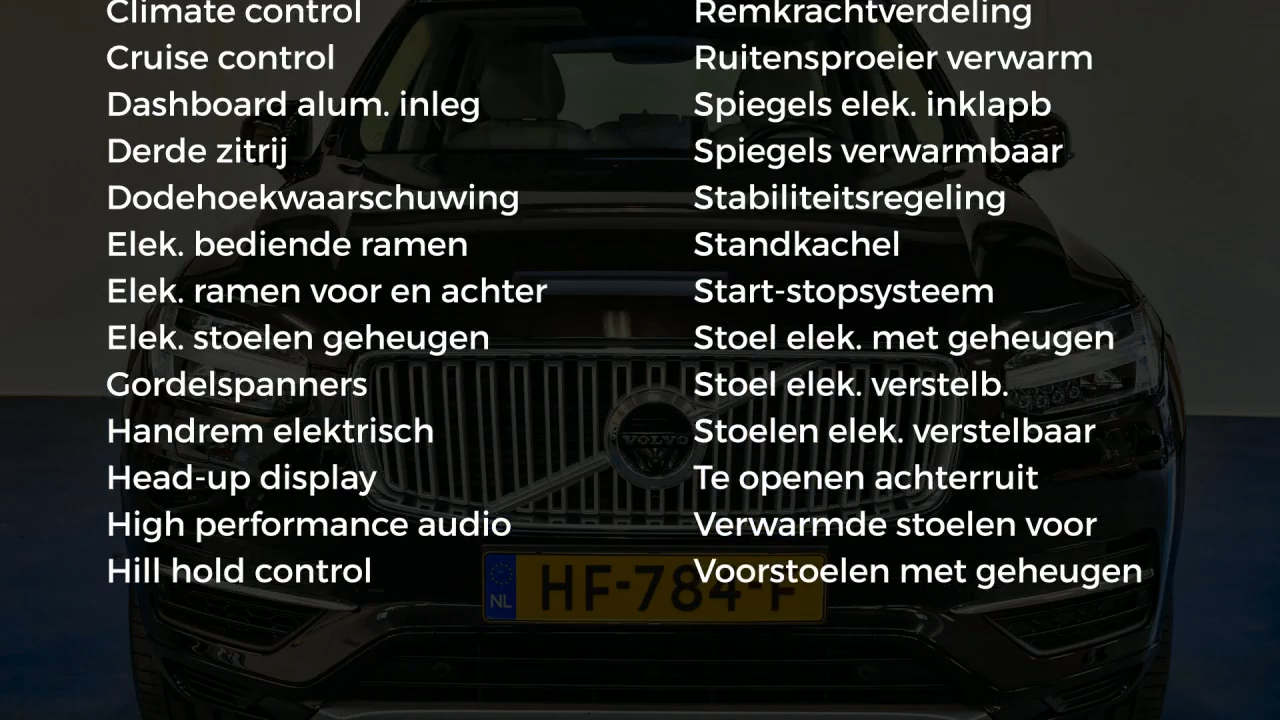 Climate control
Cruise control
Dashboard alum. inleg
Derde zitrij
Dodehoekwaarschuwing
Elek. bediende ramen
Elek. ramen voor en achter
Elek. stoelen geheugen
Gordelspanners
Handrem elektrisch
Head-up display
High performance audio
Hill hold control
Remkrachtverdeling
Ruitensproeier verwarm
Spiegels elek. inklapb
Spiegels verwarmbaar
Stabiliteitsregeling
Standkachel
Start-stopsysteem
Stoel elek. met geheugen
Stoel elek. verstelb.
Stoelen elek. verstelbaar
Te openen achterruit
Verwarmde stoelen voor
Voorstoelen met geheugen
VOLVO
NL HF-784-F